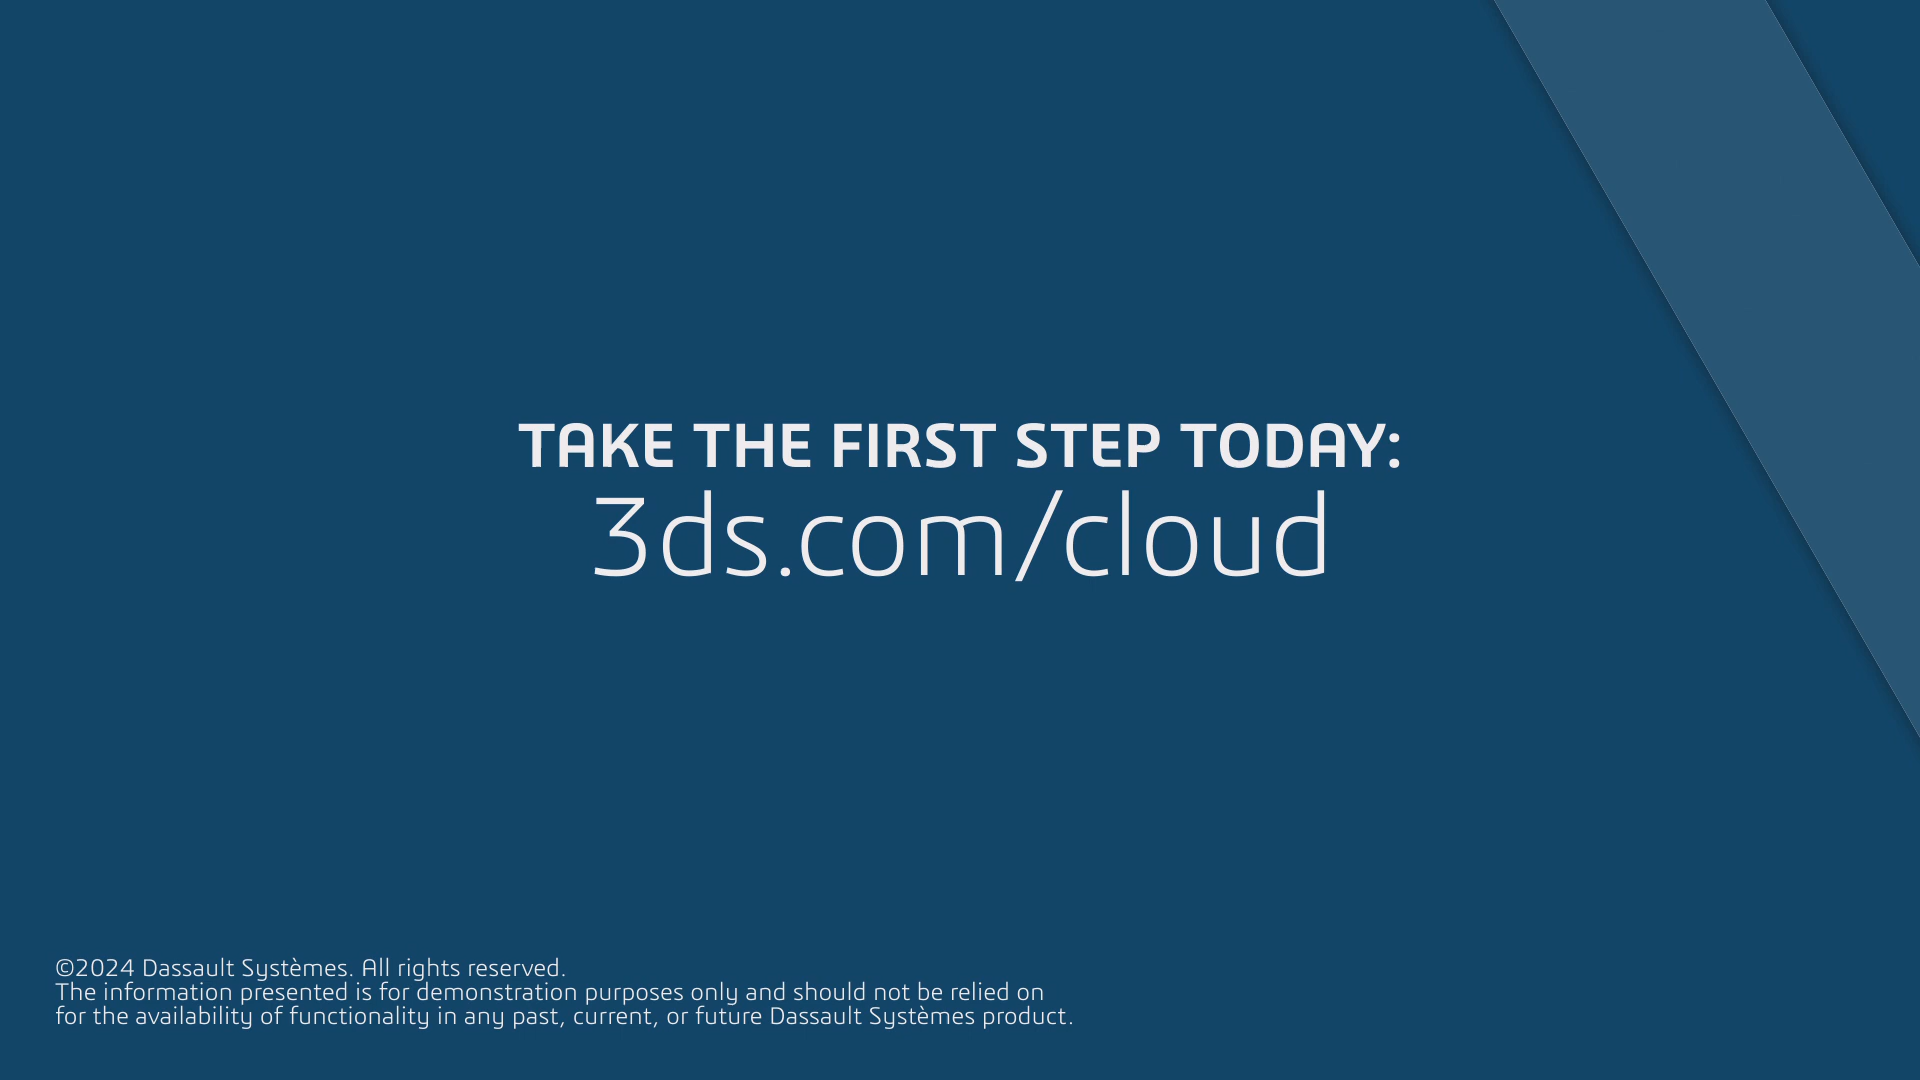 TAKE THE FIRST STEP TODAY:
3ds.com/cloud
©2024 Dassault Systèmes. All rights reserved.
The information presented is for demonstration purposes only and should not be relied on
for the availability of functionality in any past, current, or future Dassault Systèmes product.